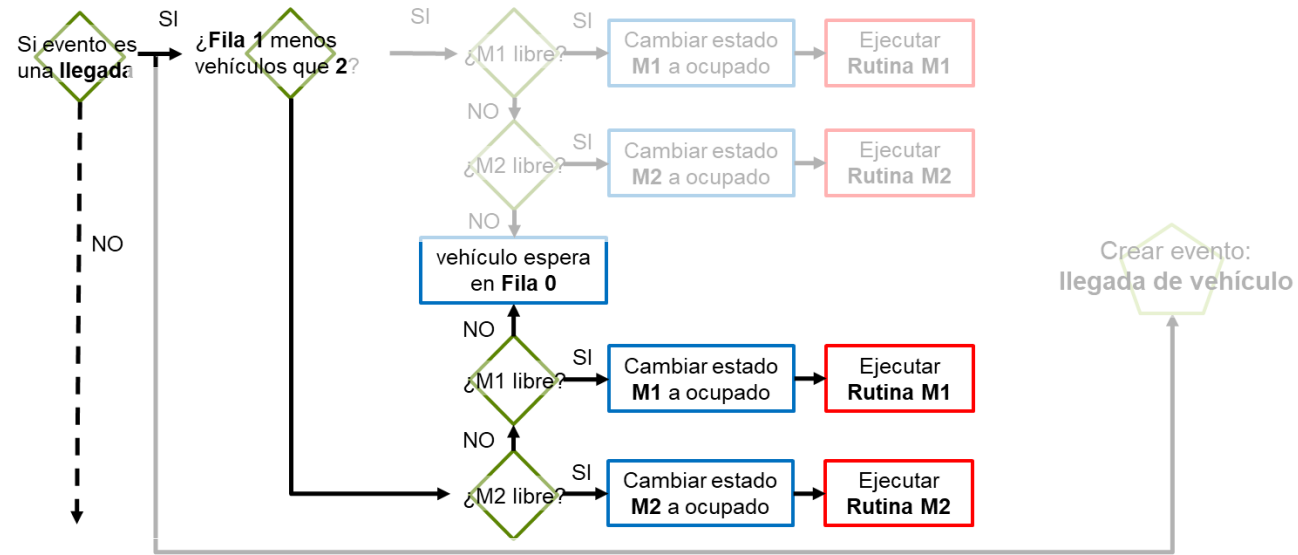 SI
Si evento es
una llegada
¿Fila 1 menos
vehículos que 2?
SI
¿M1 libre?
SI
Cambiar estado
M1 a ocupado
Ejecutar
Rutina M1
NO
¿M2 libre?
SI
Cambiar estado
M2 a ocupado
Ejecutar
Rutina M2
NO
NO
vehículo espera
en Fila 0
Crear evento:
llegada de vehículo
NO
¿M1 libre?
SI
Cambiar estado
M1 a ocupado
Ejecutar
Rutina M1
NO
¿M2 libre?
SI
Cambiar estado
M2 a ocupado
Ejecutar
Rutina M2